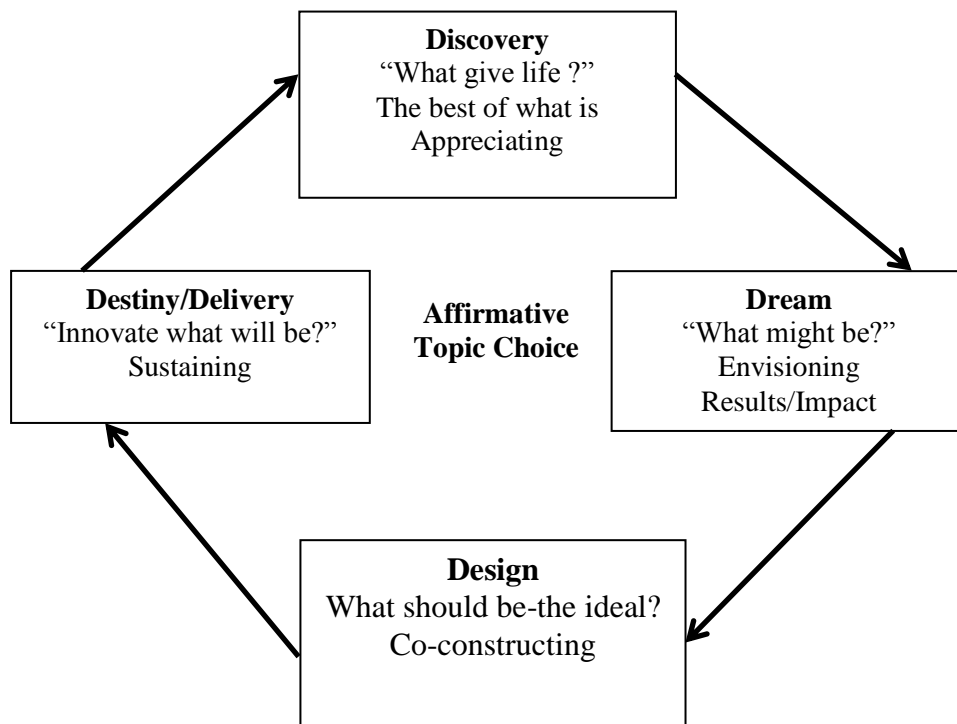 Discovery
“What give life ?”
The best of what is
Appreciating
Destiny/Delivery
“Innovate what will be?”
Sustaining
Affirmative
Topic Choice
Dream
“What might be?”
Envisioning
Results/Impact
Design
What should be-the ideal?
Co-constructing